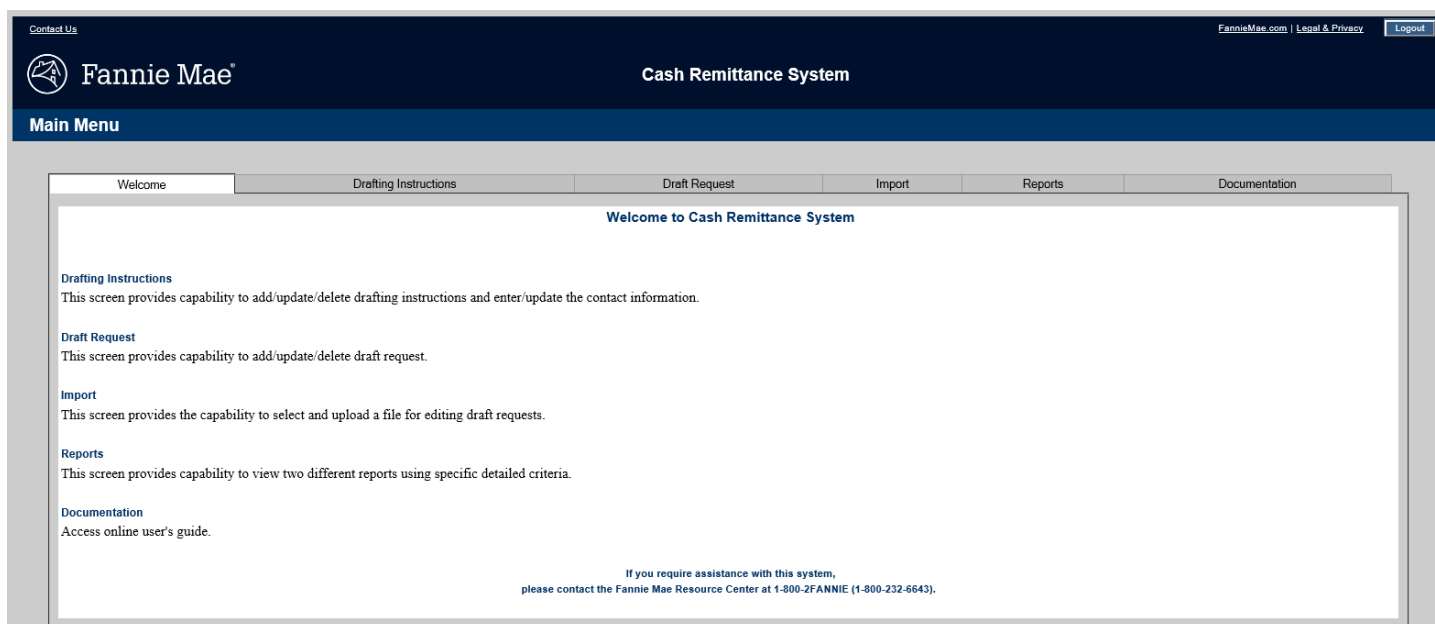 Contact Us
FannieMae.com | Legal & Privacy
Logout
Fannie Mae®
Cash Remittance System
Main Menu
Welcome
Drafting Instructions
Draft Request
Import
Reports
Documentation
Welcome to Cash Remittance System
Drafting Instructions
This screen provides capability to add/update/delete drafting instructions and enter/update the contact information.
Draft Request
This screen provides capability to add/update/delete draft request.
Import
This screen provides the capability to select and upload a file for editing draft requests.
Reports
This screen provides capability to view two different reports using specific detailed criteria.
Documentation
Access online user's guide.
If you require assistance with this system,
please contact the Fannie Mae Resource Center at 1-800-2FANNIE (1-800-232-6643).